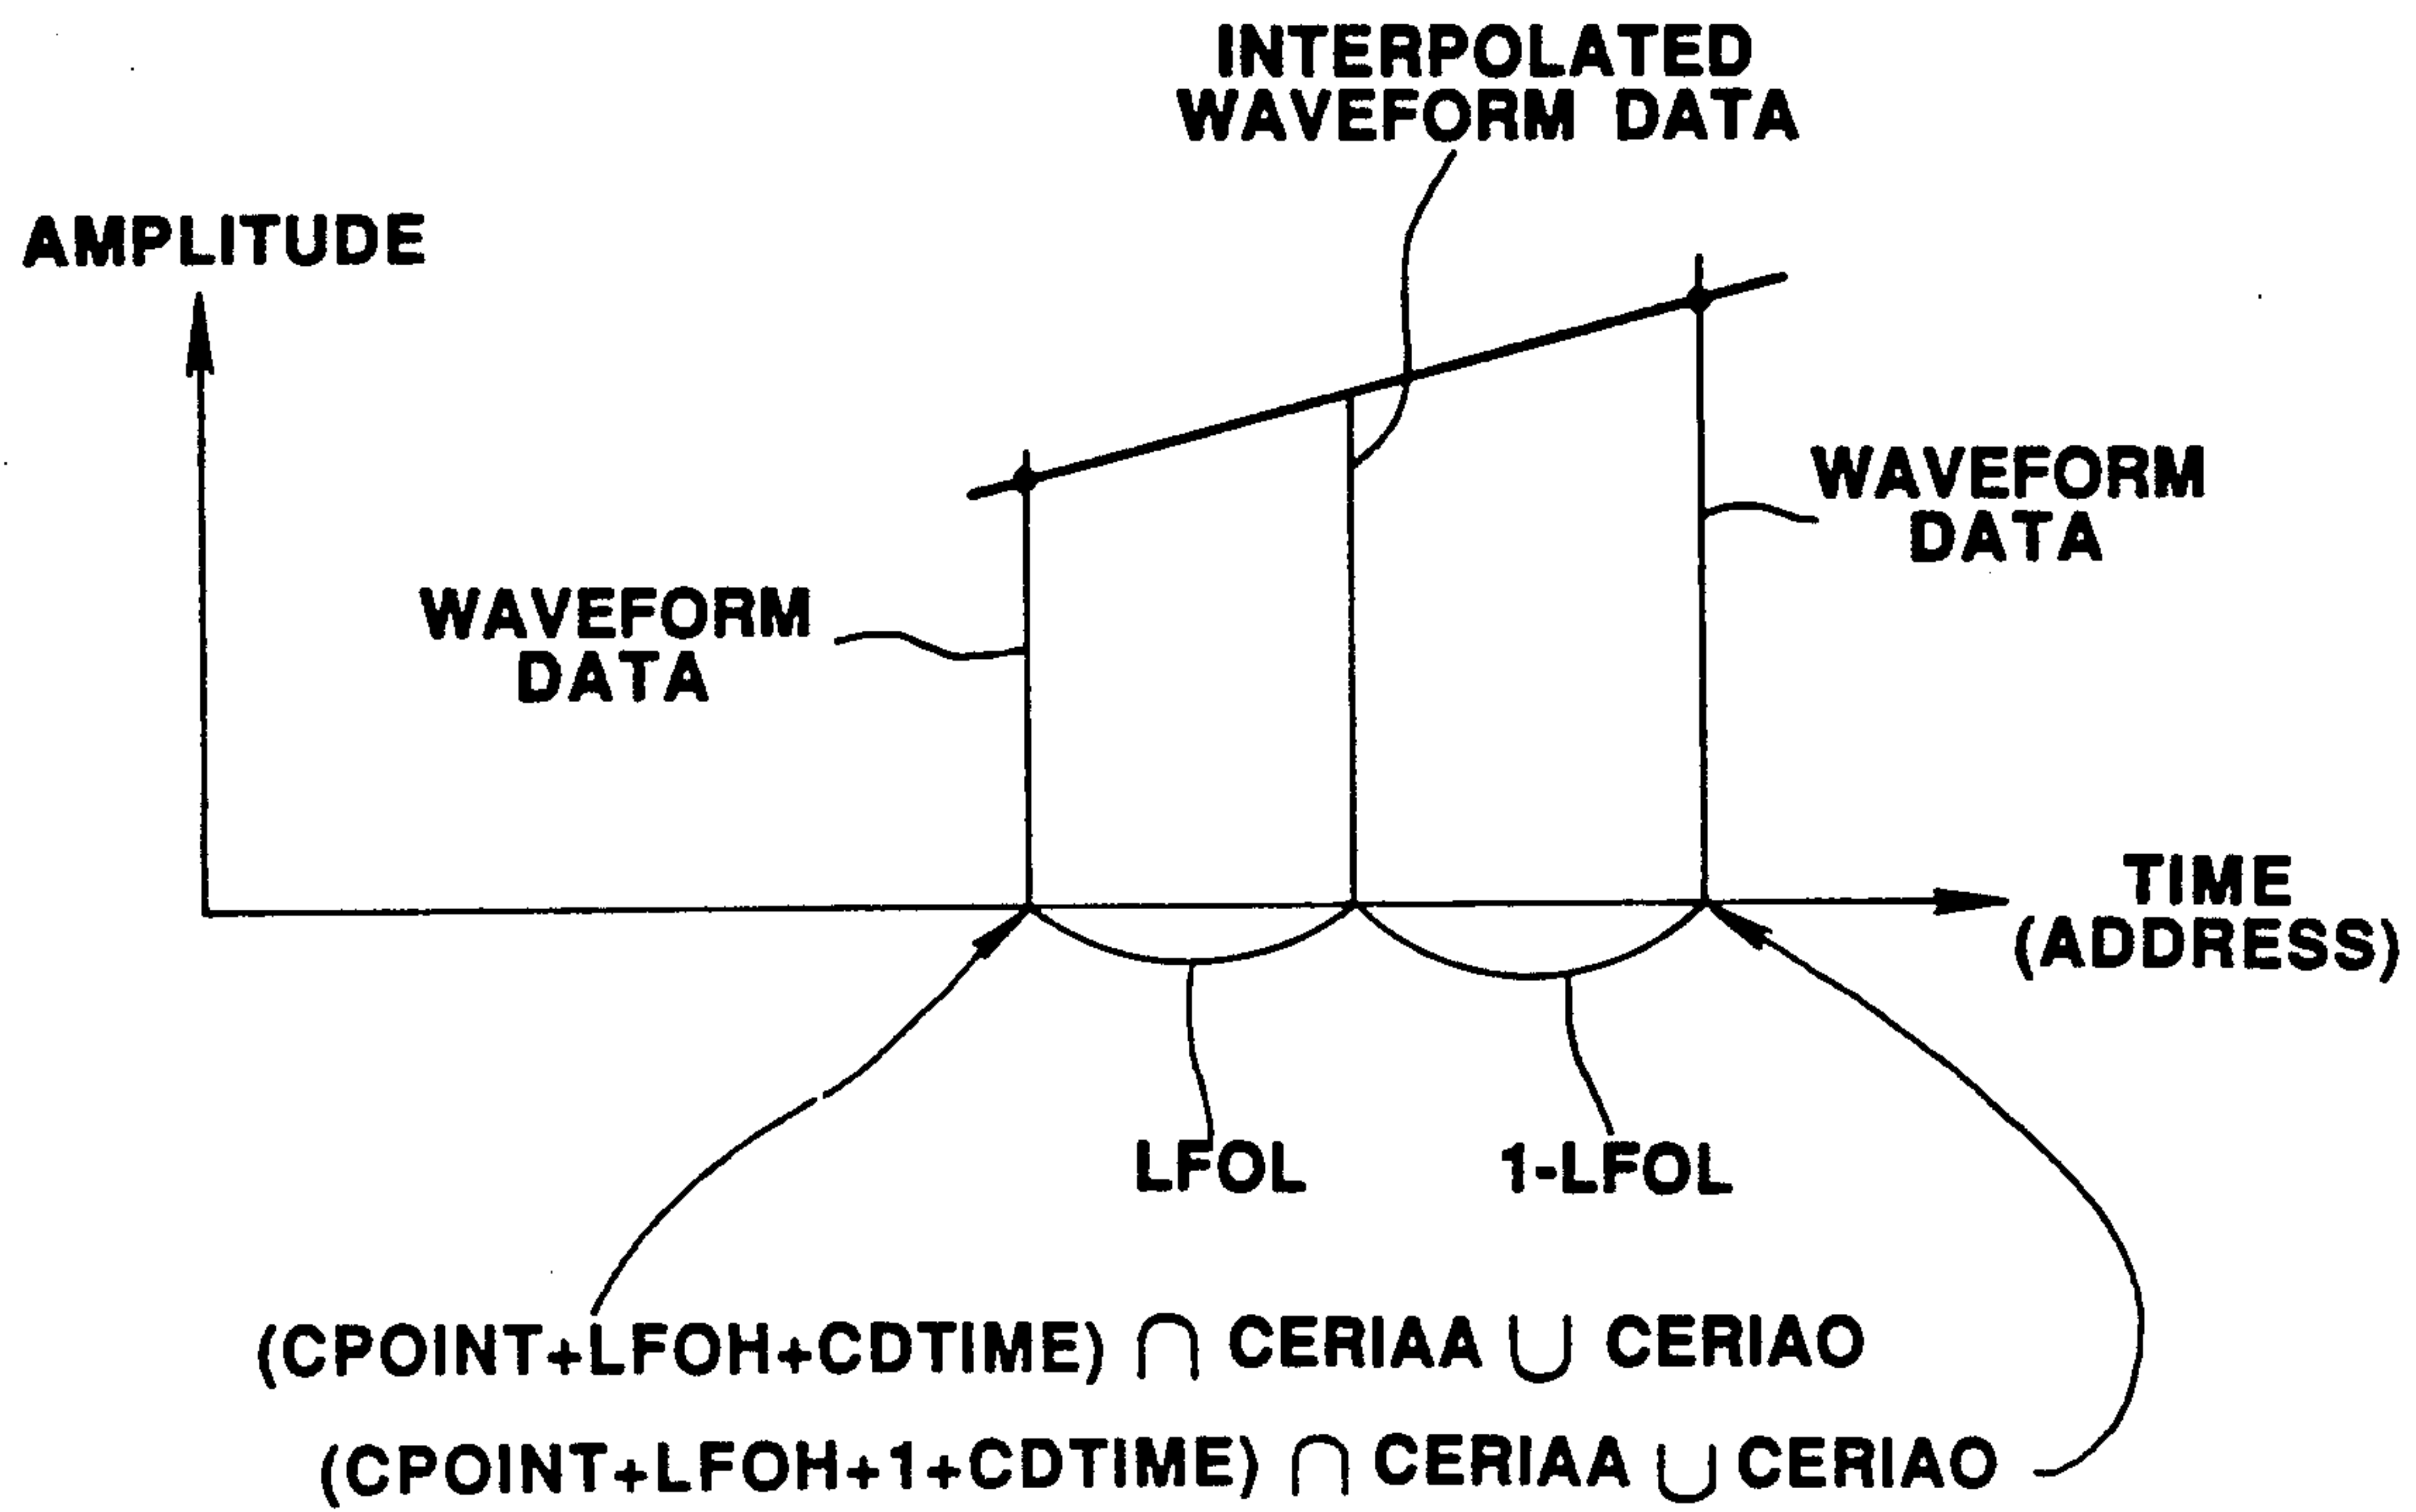 INTERPOLATED
WAVEFORM DATA
AMPLITUDE
WAVEFORM
DATA
WAVEFORM
DATA
TIME
(ADDRESS)
LFOL
1-LFOL
(CPOINT+LFOH+CDTIME) ∩ CERIAA ∪ CERIAO
(CPOINT+LFOH+1+CDTIME) ∩ CERIAA ∪ CERIAO